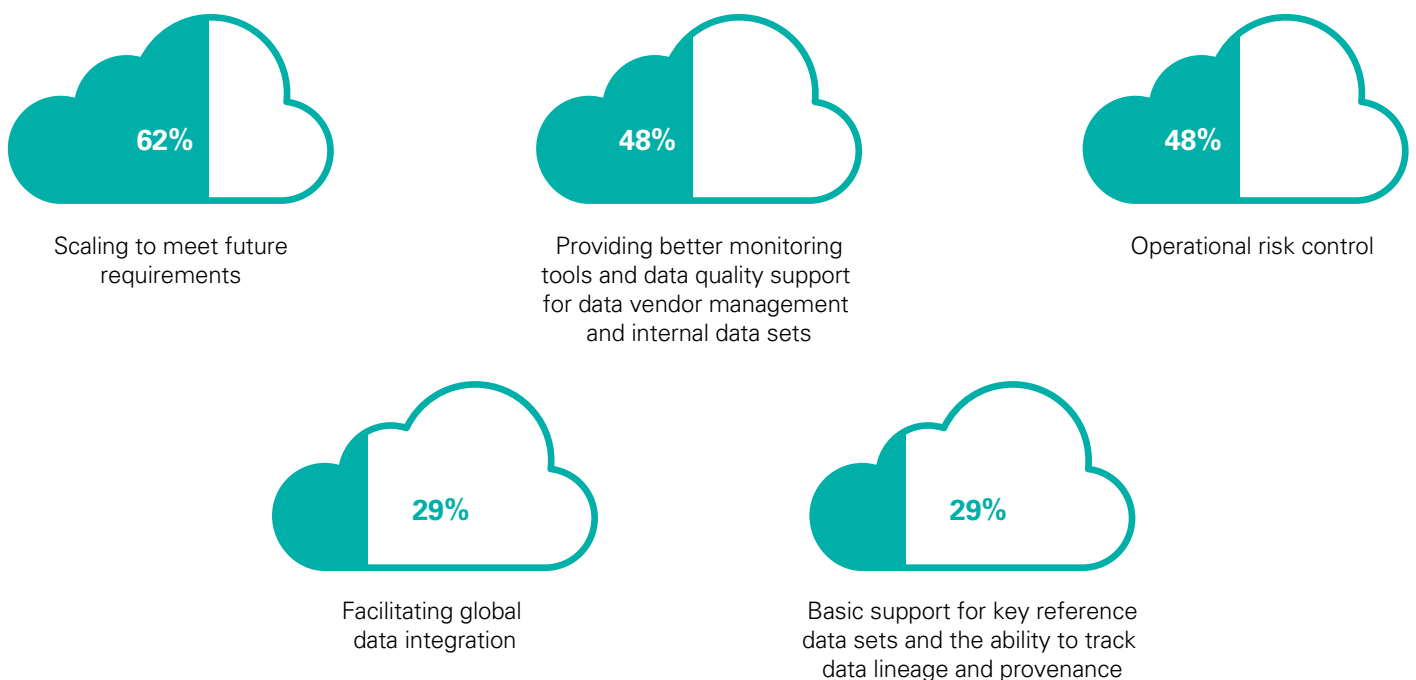 62%
48%
48%
Scaling to meet future
requirements
Providing better monitoring
tools and data quality support
for data vendor management
and internal data sets
Operational risk control
29%
29%
Facilitating global
data integration
Basic support for key reference
data sets and the ability to track
data lineage and provenance